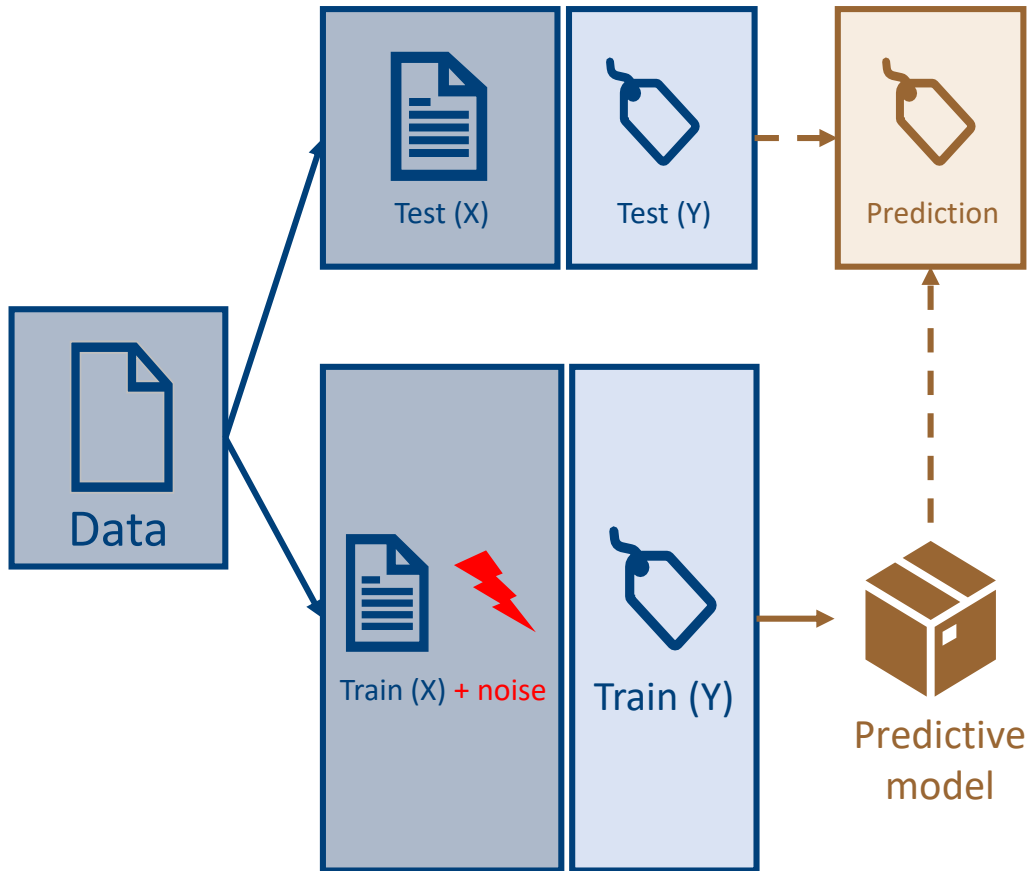 Test (X)
Test (Y)
Prediction
Data
Train (X) + noise
Train (Y)
Predictive
model